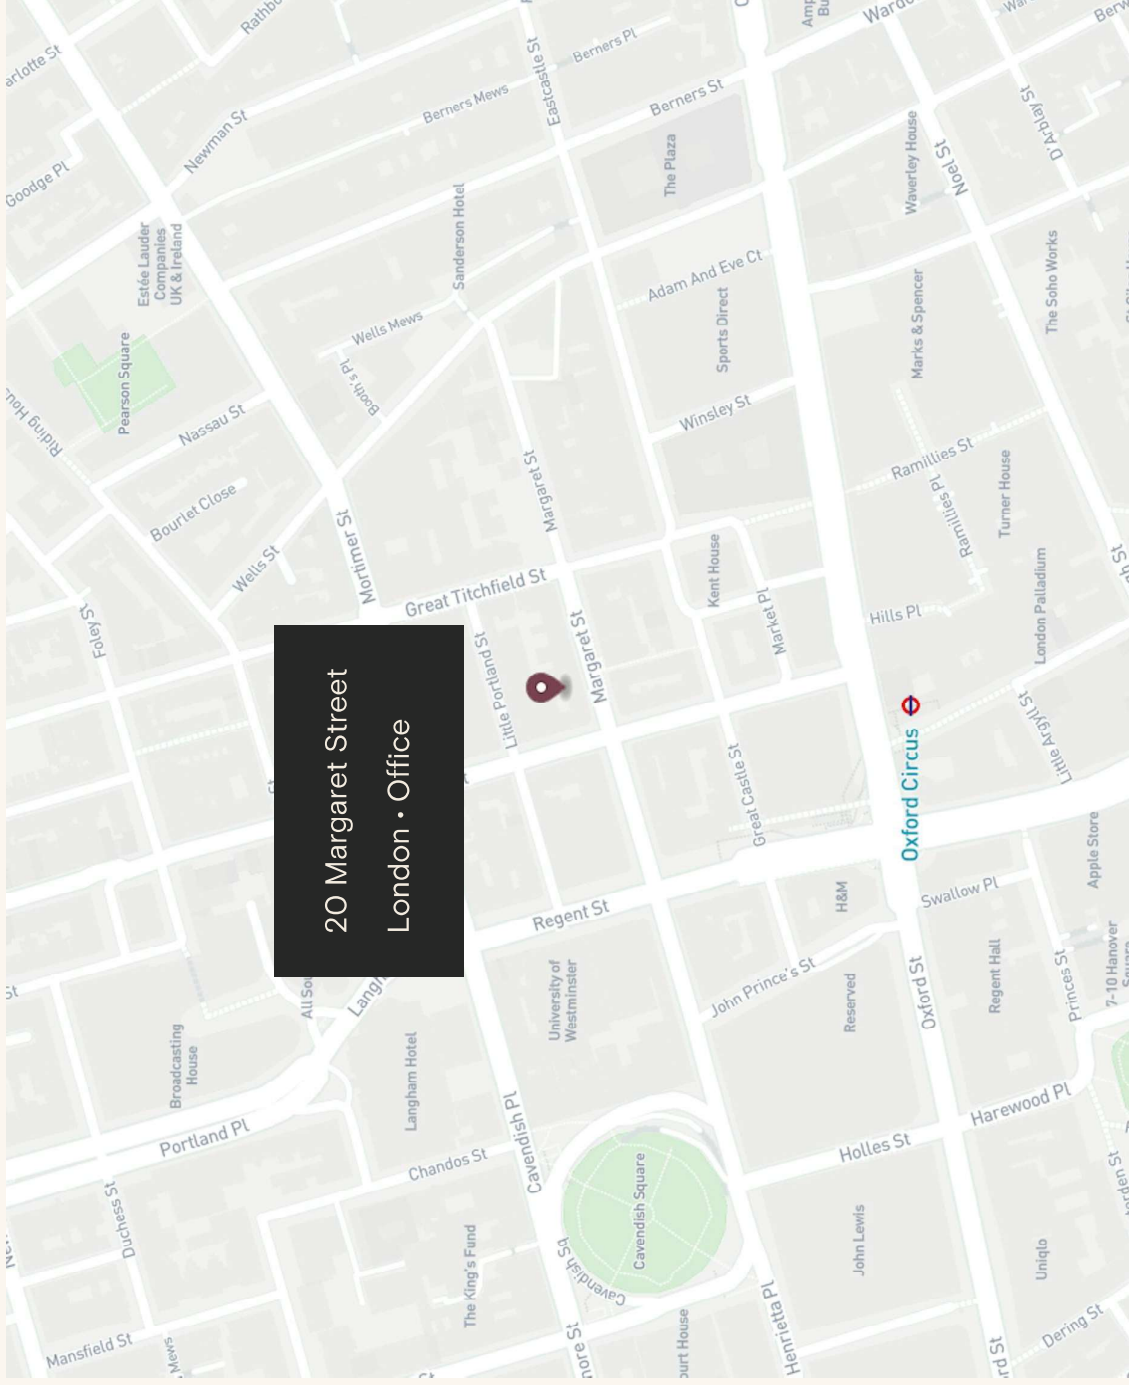 20 Margaret Street
London • Office
Newman St
Goodge Pl
Berners Mews
Berners Pl
Eastcastle St
Berners St
The Plaza
Waverley House
Noel St
D'Arblay St
Estée Lauder
Companies
UK & Ireland
Sanderson Hotel
Adam And Eve Ct
Sports Direct
Marks & Spencer
The Soho Works
Pearson Square
Wells Mews
Booth's Pl
Nassau St
Winsley St
Bourlet Close
Wells St
Mortimer St
Margaret St
Ramillies St
Ramillies Pl
Turner House
Foley St
Great Titchfield St
Kent House
Market Pl
Hills Pl
London Palladium
Little Portland St
Margaret St
Great Castle St
Oxford Circus
Little Argyll St
Regent St
H&M
Swallow Pl
Apple Store
Broadcasting
House
Langham Hotel
University of
Westminster
John Prince's St
Reserved
Oxford St
Regent Hall
Princes St
7-10 Hanover
Portland Pl
Chandos St
Cavendish Pl
Holles St
Harewood Pl
Duchess St
The King's Fund
Cavendish Sq
Cavendish Square
John Lewis
Uniqlo
Mansfield St
Mews
Henrietta Pl
Dering St